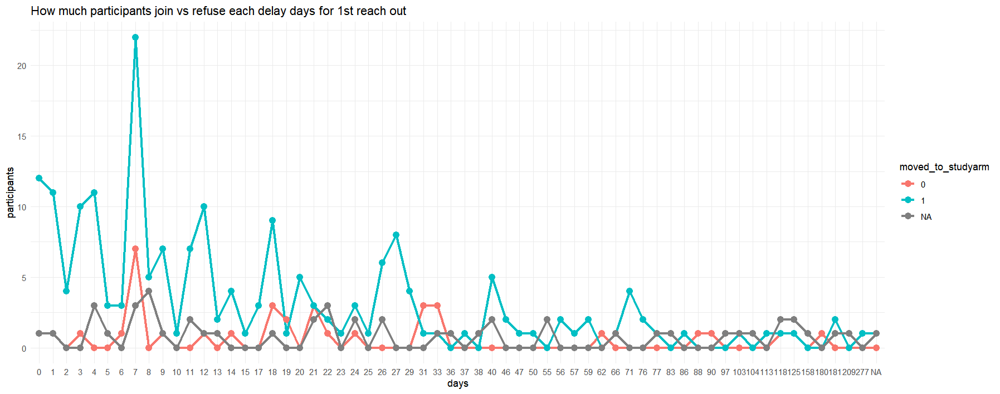 How much participants join vs refuse each delay days for 1st reach out
participants
20
15
10
5
0
0 1 2 3 4 5 6 7 8 9 10 11 12 13 14 15 17 18 19 20 21 22 23 24 25 26 27 29 31 33 36 37 38 40 46 47 50 55 56 57 59 62 66 71 76 77 83 86 88 90 97 103 104 113 118 125 158 180 181 209 277 NA
days
moved_to_studyarm
0
1
NA